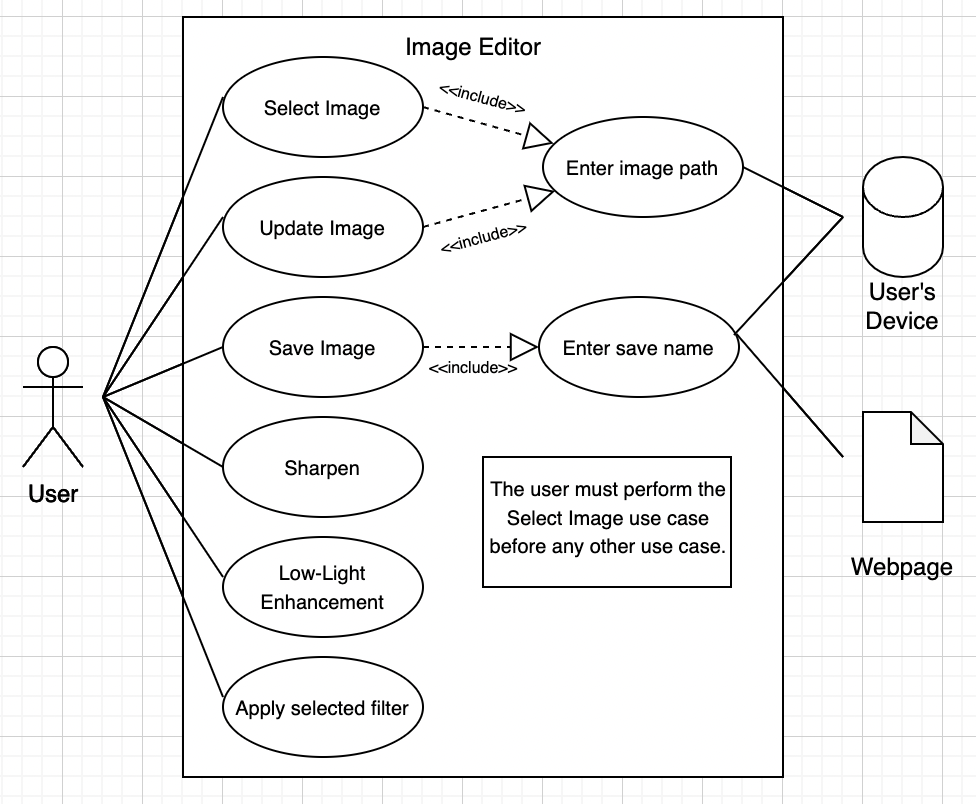 Image Editor
Select Image
<<include>>
Enter image path
Update Image
<<include>>
User's
Device
Save Image
<<include>>
Enter save name
Sharpen
User
The user must perform the
Select Image use case
before any other use case.
Webpage
Low-Light
Enhancement
Apply selected filter